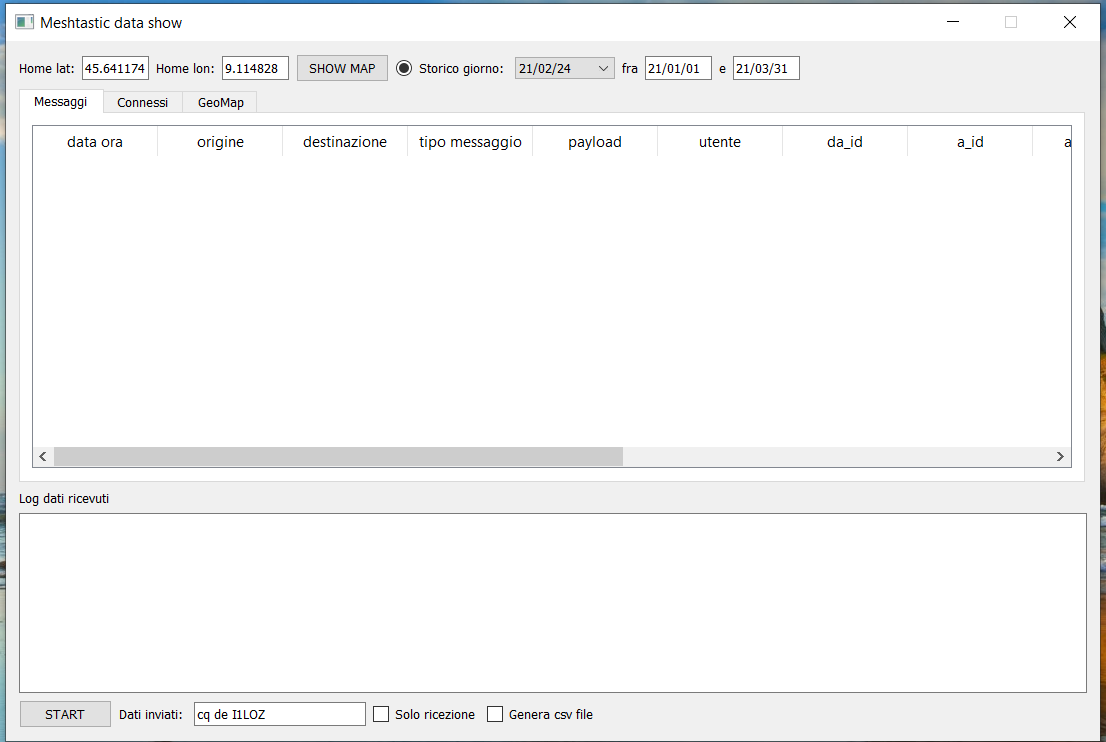 Meshtastic data show
Home lat: 45.641174 Home lon: 9.114828 SHOW MAP Storico giorno: 21/02/24 fra 21/01/01 e 21/03/31
Messaggi Connessi GeoMap
data ora origine destinazione tipo messaggio payload utente da_id a_id a
Log dati ricevuti
START Dati inviati: cq de I1LOZ Solo ricezione Genera csv file